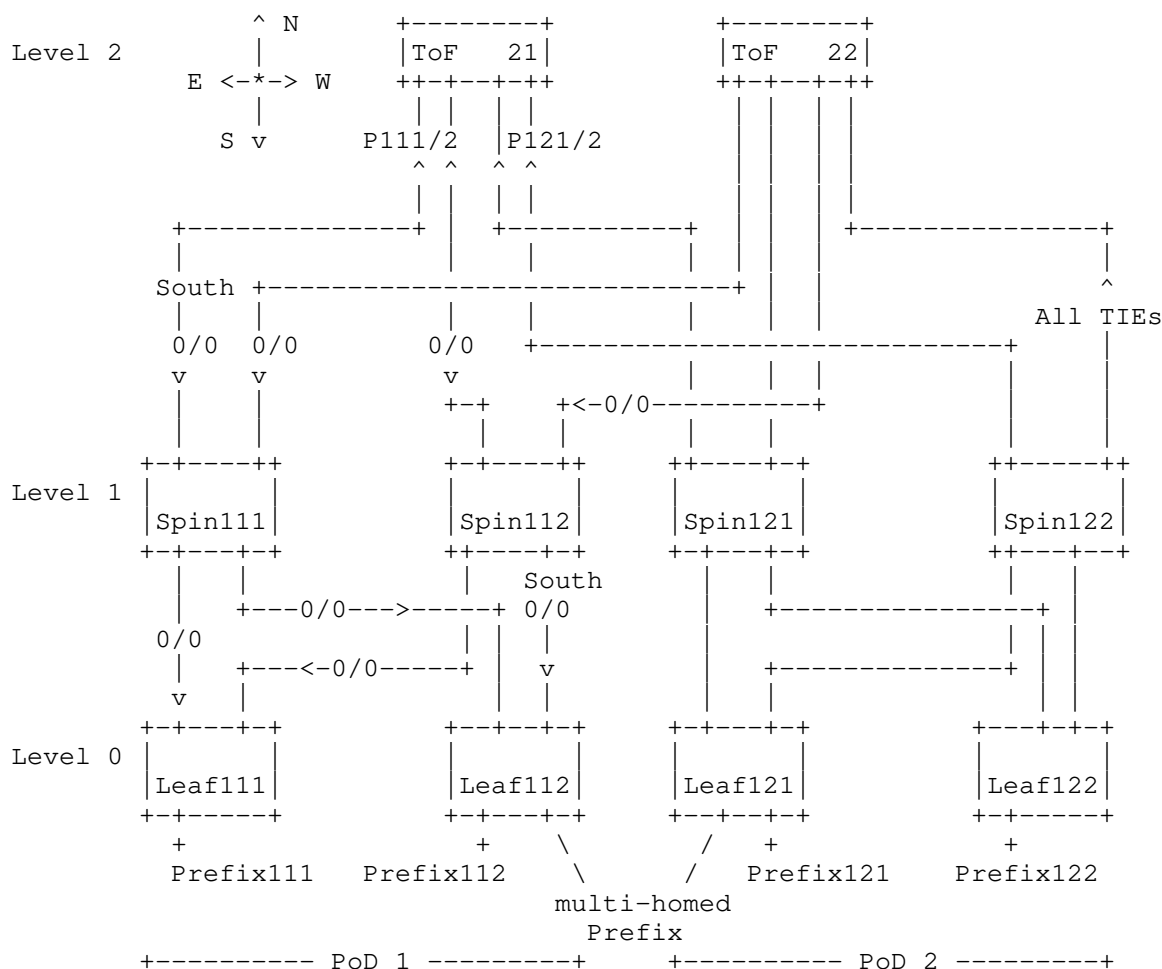 ^ N
Level 2 ToF 21 ToF 22
E <-*-> W
S v P111/2 P121/2
South
All TIEs
0/0 0/0 0/0
<-0/0
Level 1
Spin111 Spin112 Spin121 Spin122
South
0/0 0/0
0/0
<-0/0
Level 0
Leaf111 Leaf112 Leaf121 Leaf122
Prefix111 Prefix112 Prefix121 Prefix122
multi-homed
Prefix
PoD 1 PoD 2